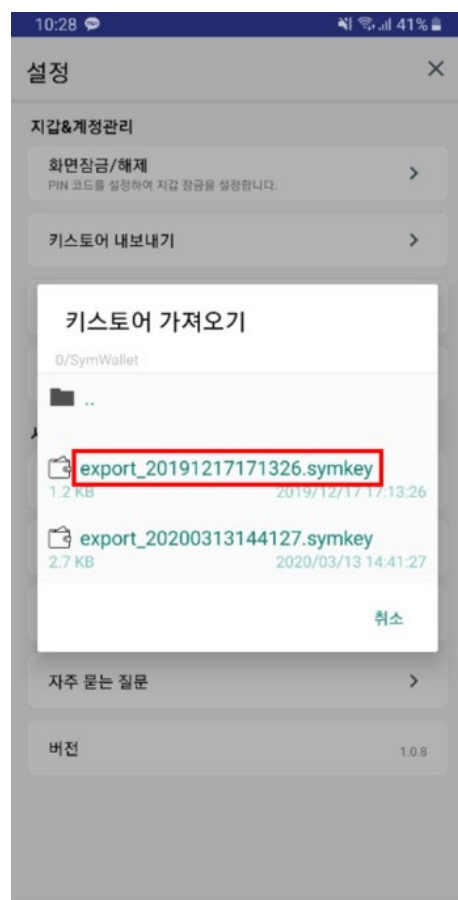 10:28 41%
설정 ×
지갑&계정관리
화면잠금/해제
PIN 코드를 설정하여 지갑 잠금을 설정합니다.
키스토어 내보내기
키스토어 가져오기
0/SymWallet
..
export_20191217171326.symkey
1.2 KB 2019/12/17 17:13:26
export_20200313144127.symkey
2.7 KB 2020/03/13 14:41:27
취소
자주 묻는 질문
버전 1.0.8